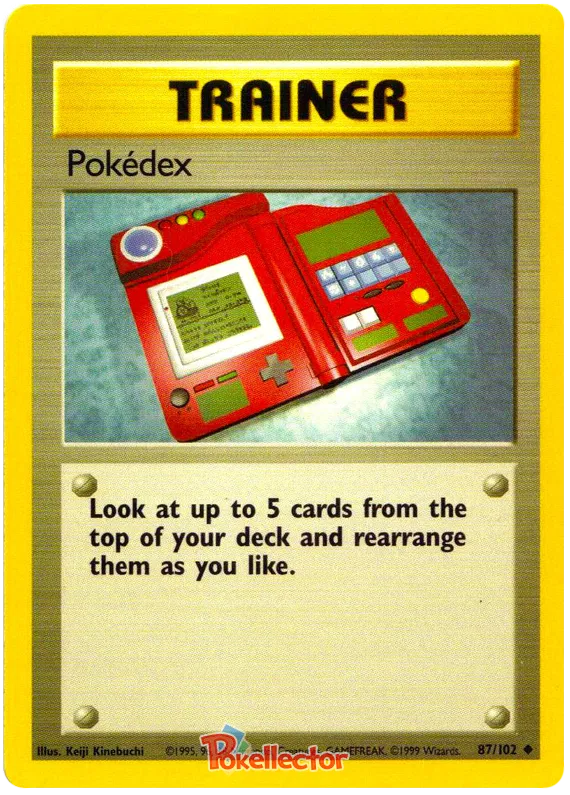 TRAINER
Pokédex
Look at up to 5 cards from the
top of your deck and rearrange
them as you like.
Illus. Keiji Kinebuchi ©1995, GAMEFREAK. ©1999 Wizards. 87/102 ◆
Pokellector